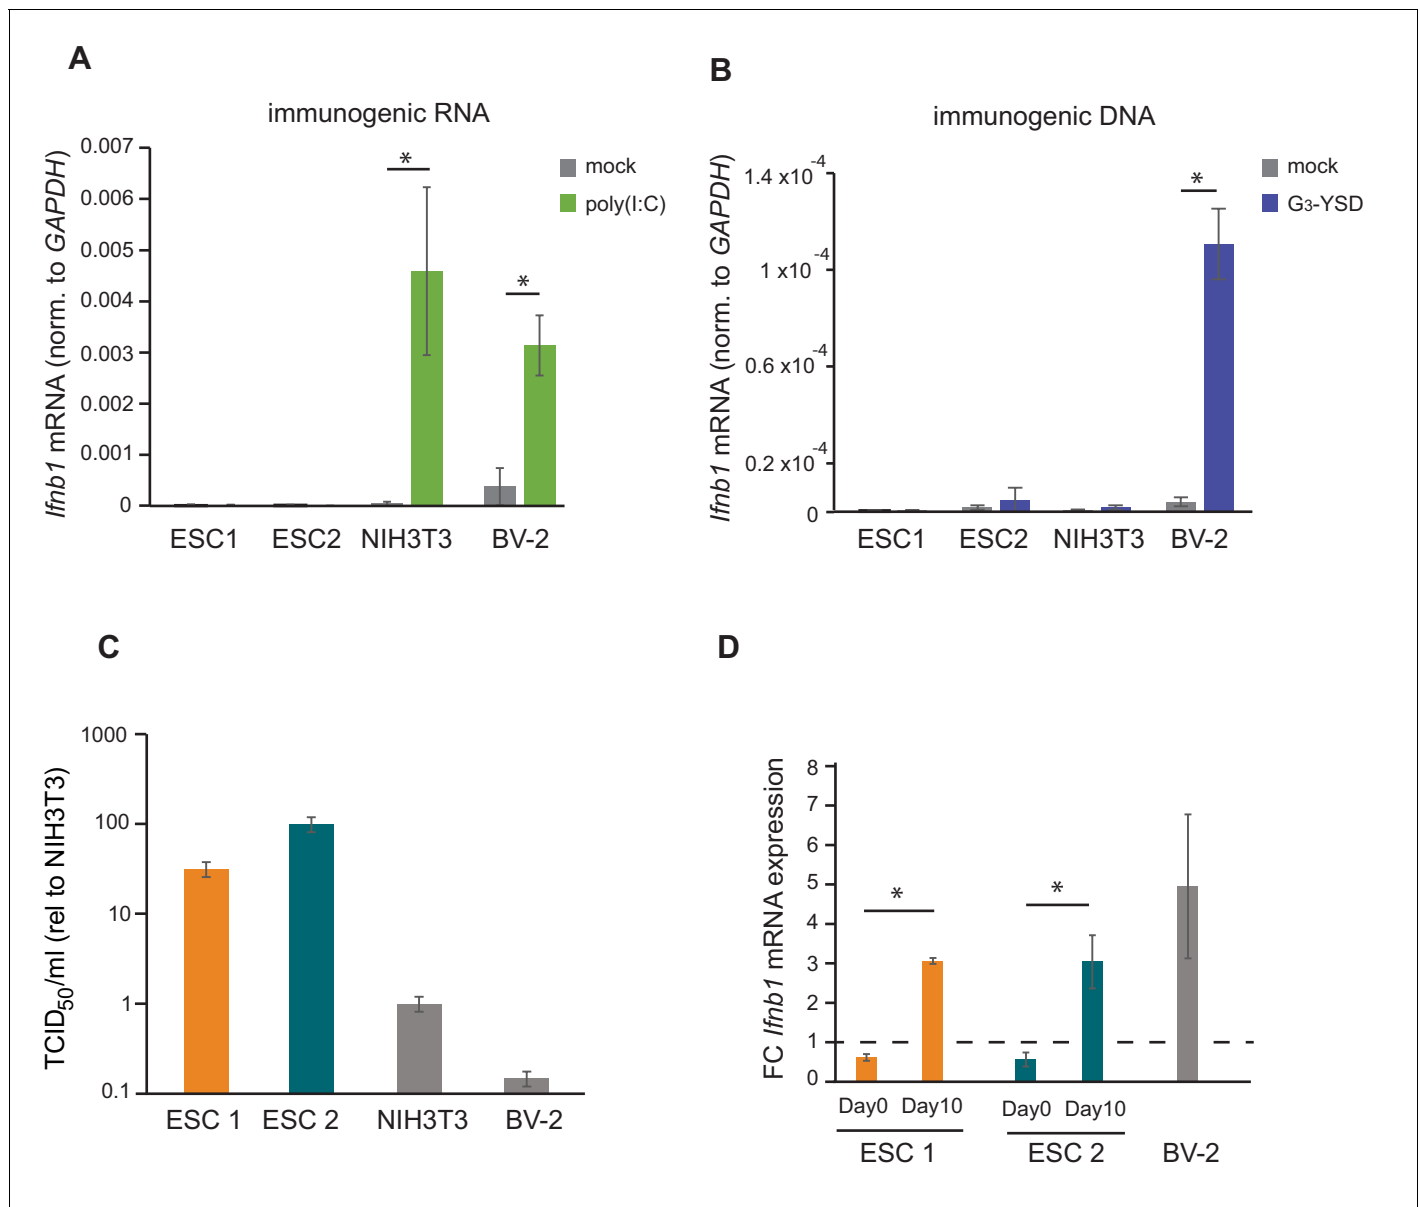 A
immunogenic RNA
Ifnb1 mRNA (norm. to GAPDH)
0.007
0.006
0.005
0.004
0.003
0.002
0.001
0
*
*
mock
poly(I:C)
ESC1 ESC2 NIH3T3 BV-2
B
immunogenic DNA
Ifnb1 mRNA (norm. to GAPDH)
1.4 x10-4
1 x10-4
0.6 x10-4
0.2 x10-4
0
*
mock
G3-YSD
ESC1 ESC2 NIH3T3 BV-2
C
TCID50/ml (rel to NIH3T3)
1000
100
10
1
0.1
ESC 1 ESC 2 NIH3T3 BV-2
D
FC Ifnb1 mRNA expression
8
7
6
5
4
3
2
1
0
*
*
Day0 Day10 Day0 Day10
ESC 1 ESC 2 BV-2